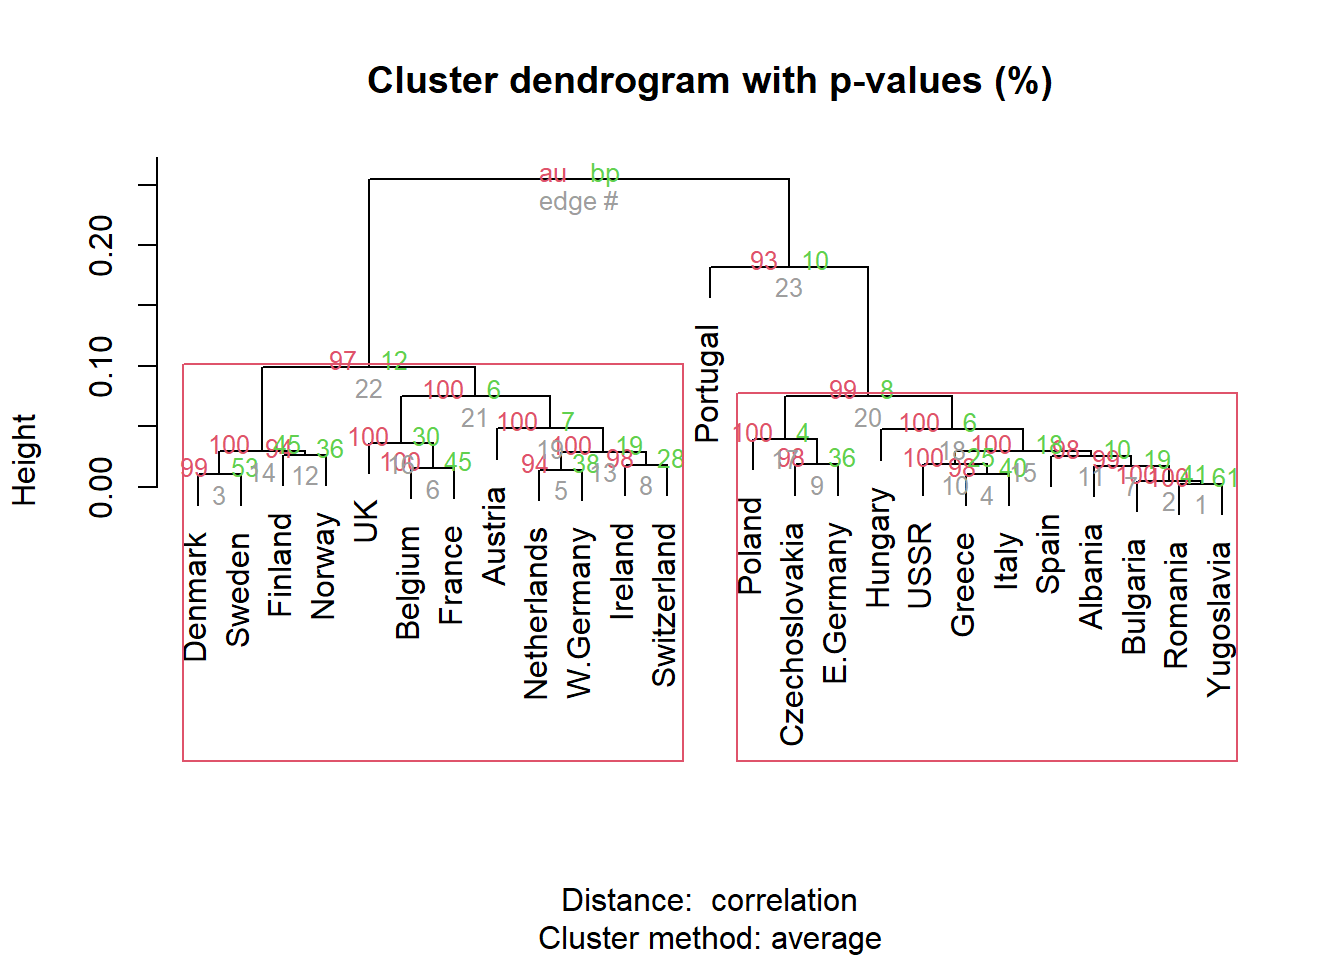 Cluster dendrogram with p-values (%)
au bp
edge #
0.20
93 10
23
Height
0.10
97 12
22
100 6
21
99 8
20
100 30
100 7
100 4
100 6
100 45
94 36
100 45
100 19
98 36
100 25
100 18
98 10
99 53
94 38
98 28
98 40
99 19
100 41
100 61
0.00
14
12
16
19
13
17
18
15
3
6
5
8
9
10
4
11
7
2
1
Portugal
Denmark
Sweden
Finland
Norway
UK
Belgium
France
Austria
Netherlands
W.Germany
Ireland
Switzerland
Poland
Czechoslovakia
E.Germany
Hungary
USSR
Greece
Italy
Spain
Albania
Bulgaria
Romania
Yugoslavia
Distance: correlation
Cluster method: average